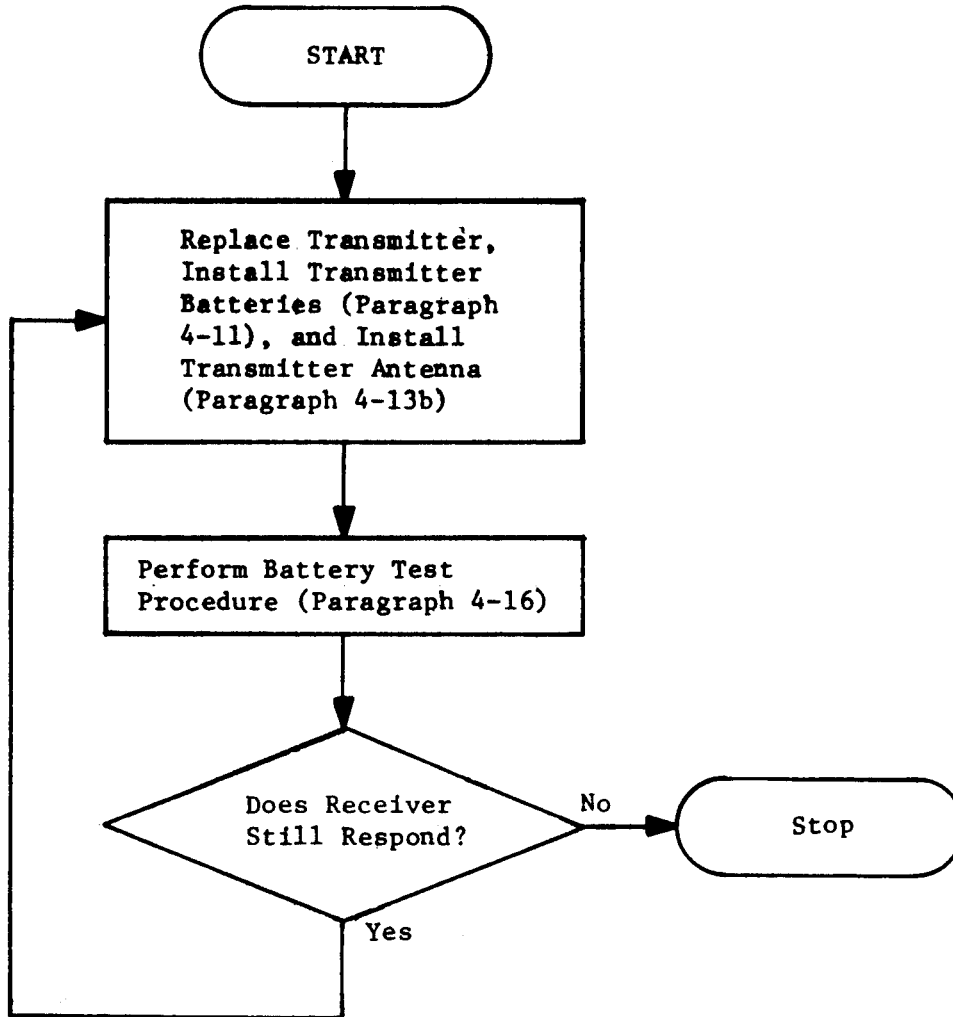 START
Replace Transmitter,
Install Transmitter
Batteries (Paragraph
4-11), and Install
Transmitter Antenna
(Paragraph 4-13b)
Perform Battery Test
Procedure (Paragraph 4-16)
Does Receiver
Still Respond?
No
Stop
Yes